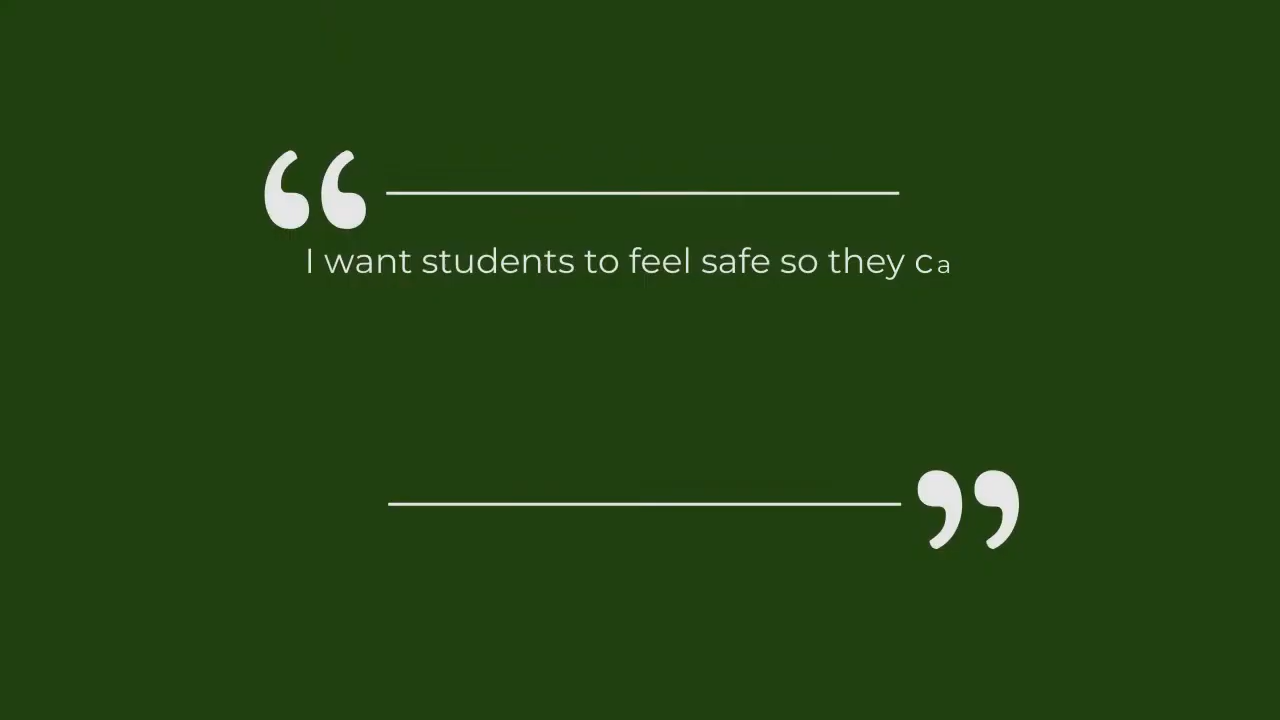 “
I want students to feel safe so they ca
”